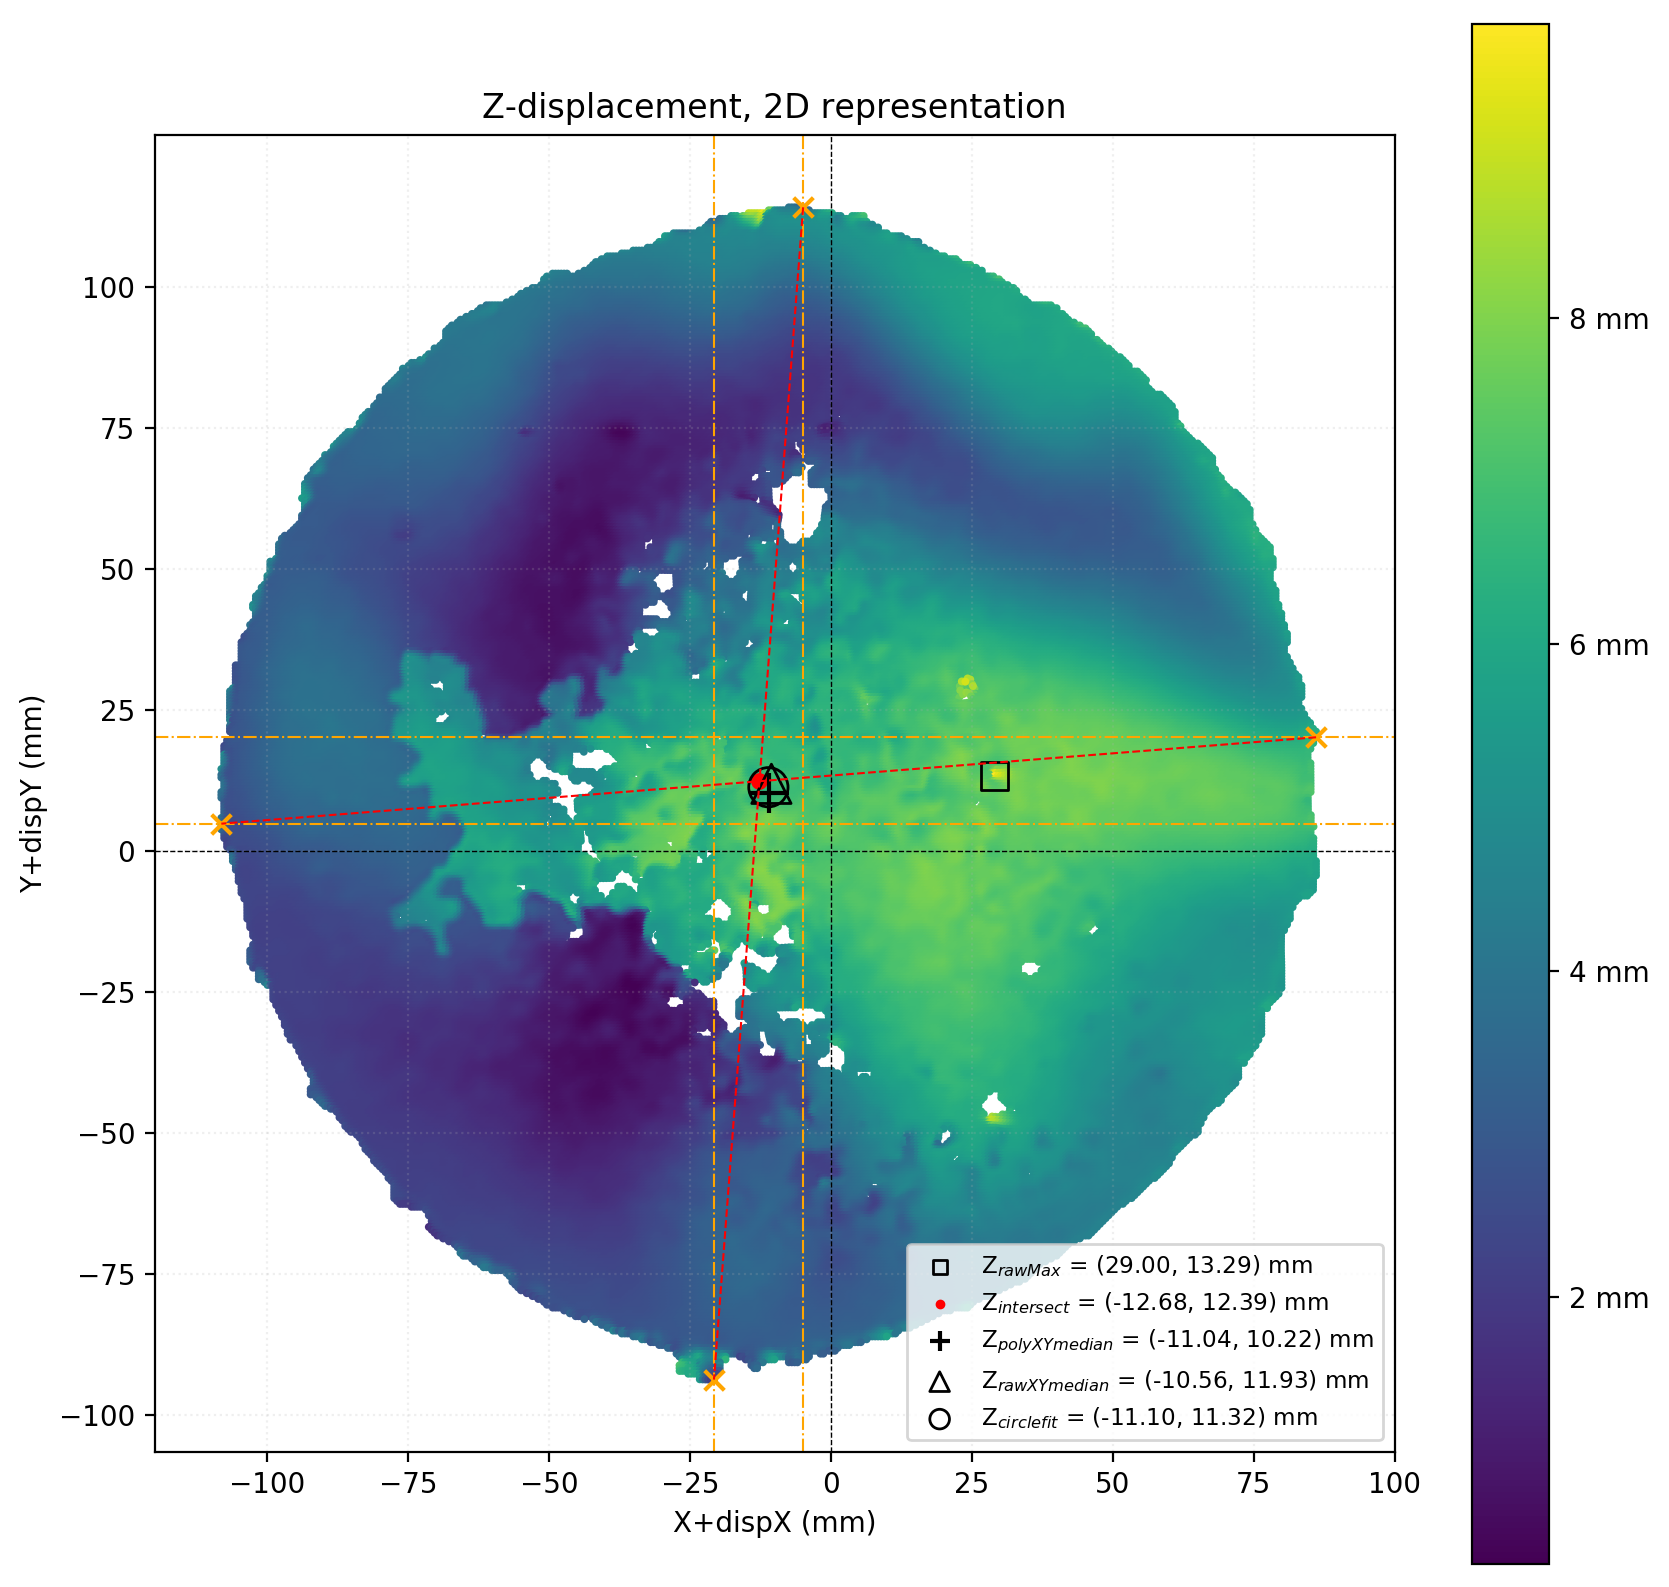 Z-displacement, 2D representation
8 mm
6 mm
4 mm
2 mm
Y+dispY (mm)
100
75
50
25
0
−25
−50
−75
−100
−100
−75
−50
−25
0
25
50
75
100
X+dispX (mm)
Z_rawMax = (29.00, 13.29) mm
Z_intersect = (-12.68, 12.39) mm
Z_polyXYmedian = (-11.04, 10.22) mm
Z_rawXYmedian = (-10.56, 11.93) mm
Z_circlefit = (-11.10, 11.32) mm